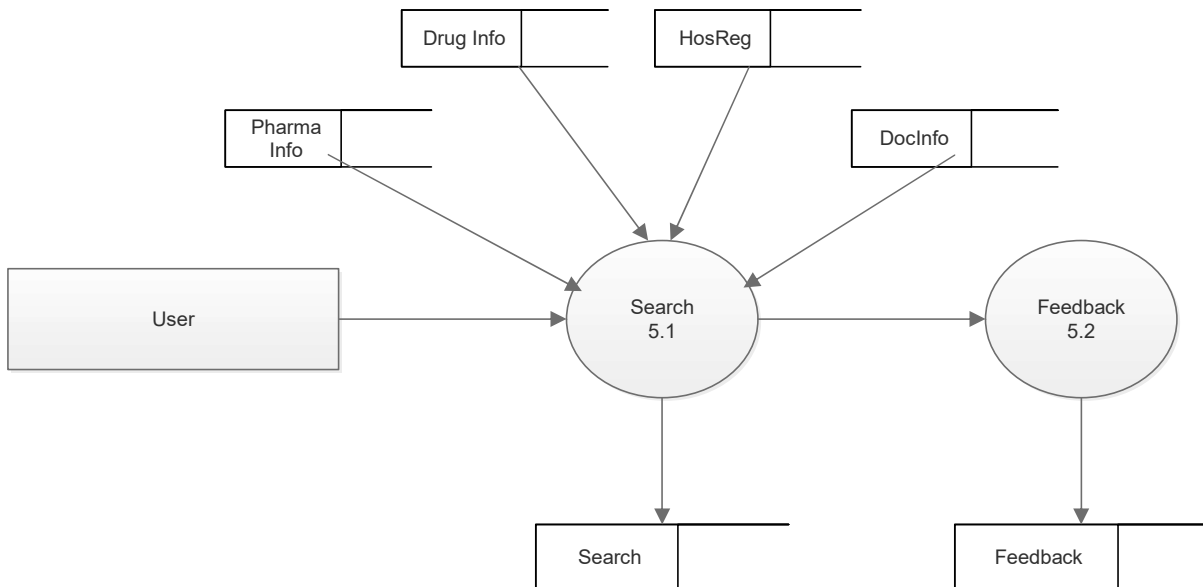 Drug Info
HosReg
Pharma
Info
DocInfo
User
Search
5.1
Feedback
5.2
Search
Feedback